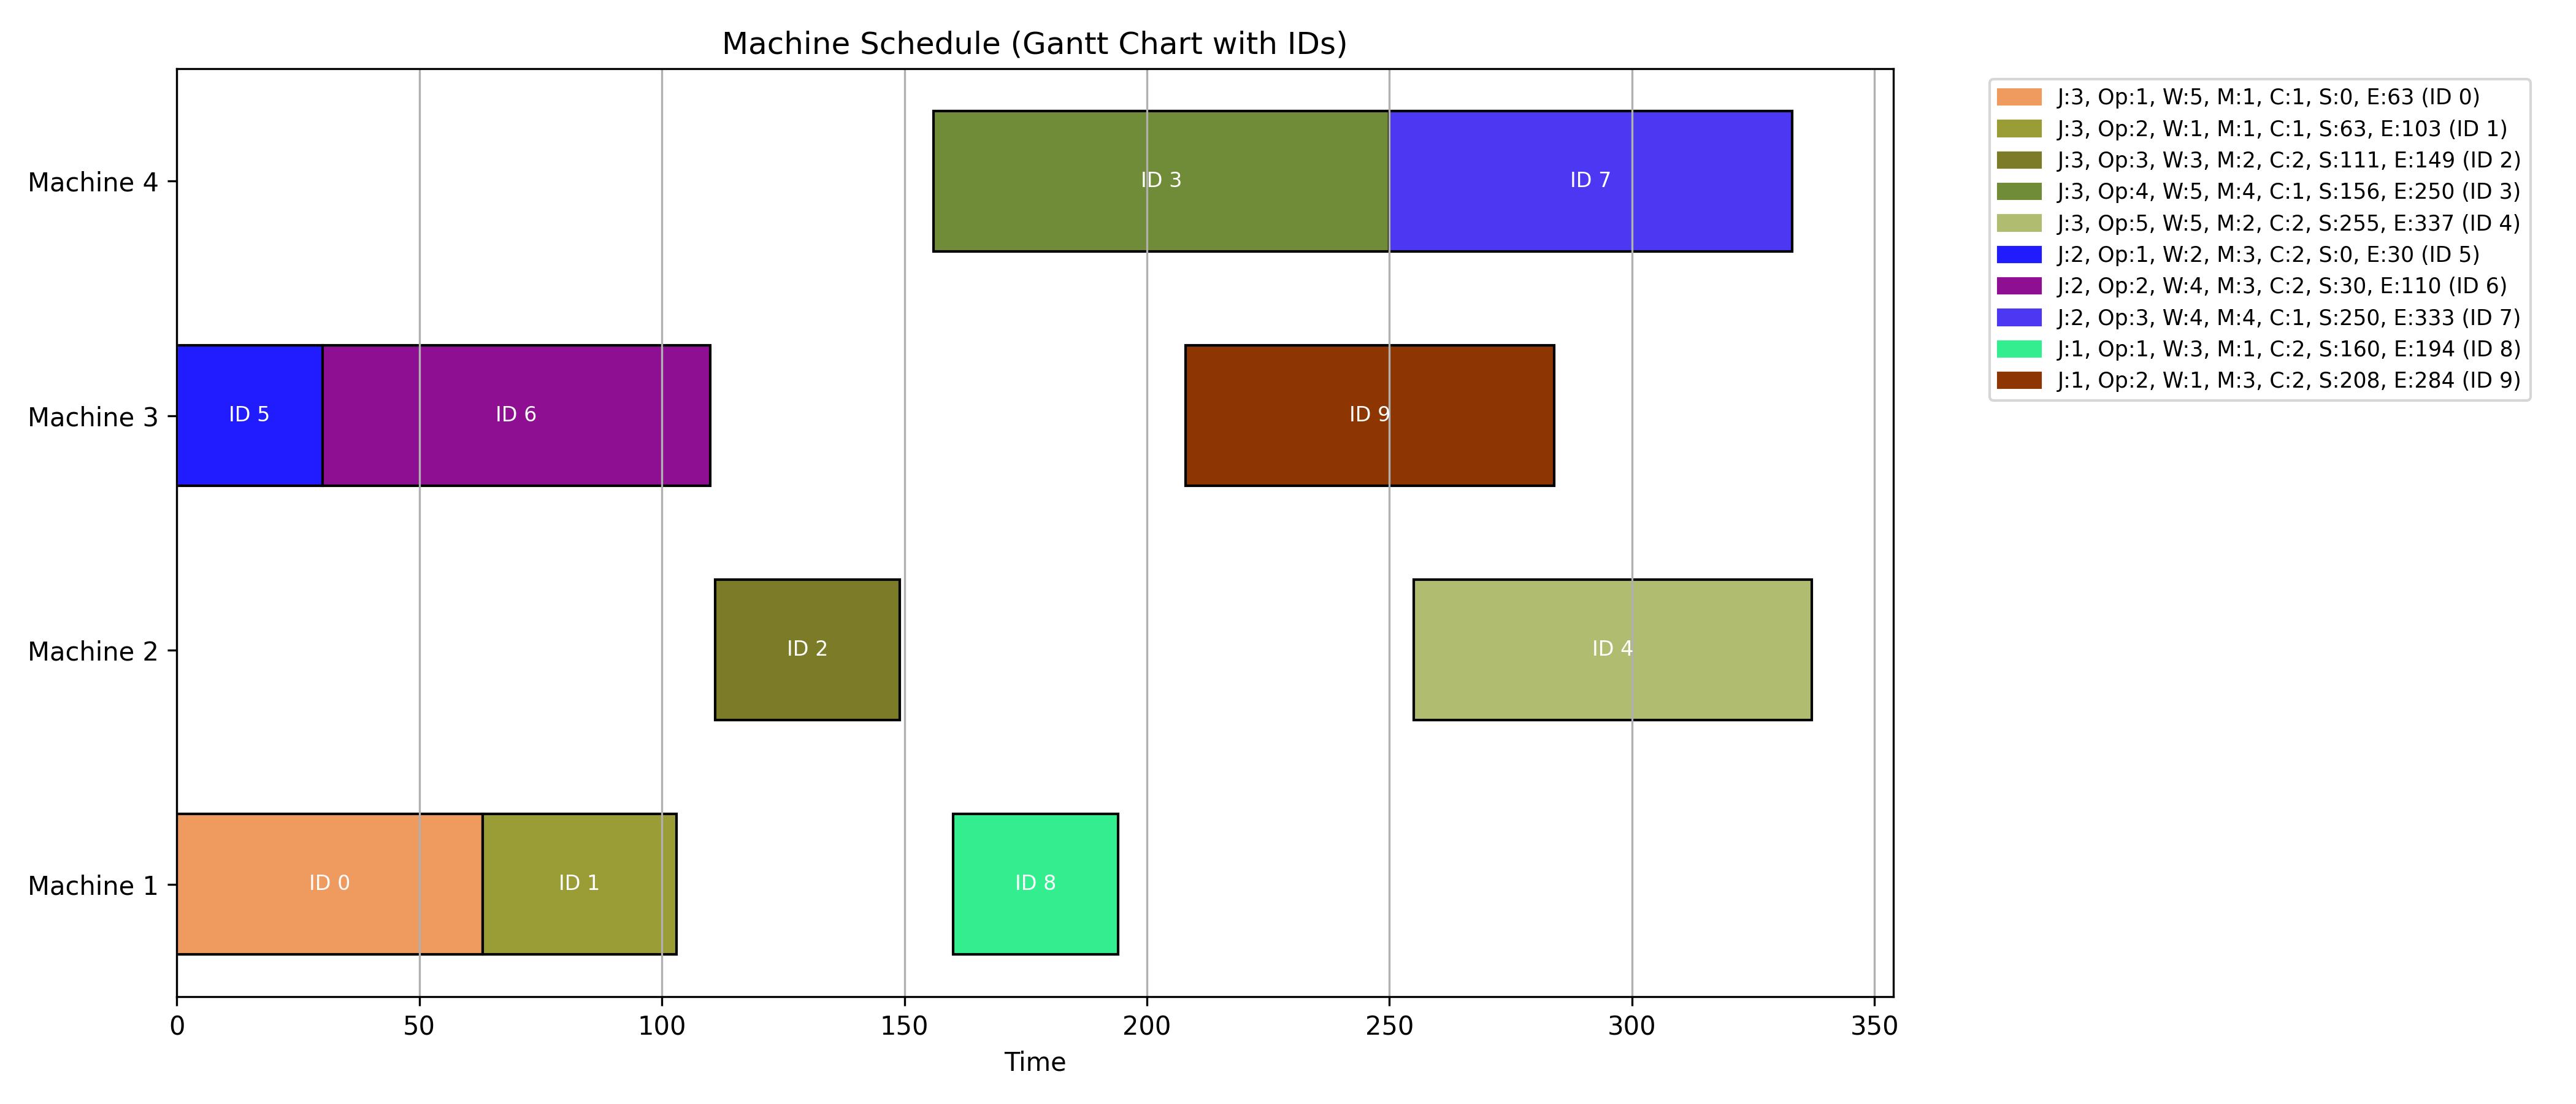 Machine Schedule (Gantt Chart with IDs)
Machine 4
ID 3
ID 7
Machine 3
ID 5
ID 6
ID 9
Machine 2
ID 2
ID 4
Machine 1
ID 0
ID 1
ID 8
0 50 100 150 200 250 300 350
Time
J:3, Op:1, W:5, M:1, C:1, S:0, E:63 (ID 0)
J:3, Op:2, W:1, M:1, C:1, S:63, E:103 (ID 1)
J:3, Op:3, W:3, M:2, C:2, S:111, E:149 (ID 2)
J:3, Op:4, W:5, M:4, C:1, S:156, E:250 (ID 3)
J:3, Op:5, W:5, M:2, C:2, S:255, E:337 (ID 4)
J:2, Op:1, W:2, M:3, C:2, S:0, E:30 (ID 5)
J:2, Op:2, W:4, M:3, C:2, S:30, E:110 (ID 6)
J:2, Op:3, W:4, M:4, C:1, S:250, E:333 (ID 7)
J:1, Op:1, W:3, M:1, C:2, S:160, E:194 (ID 8)
J:1, Op:2, W:1, M:3, C:2, S:208, E:284 (ID 9)